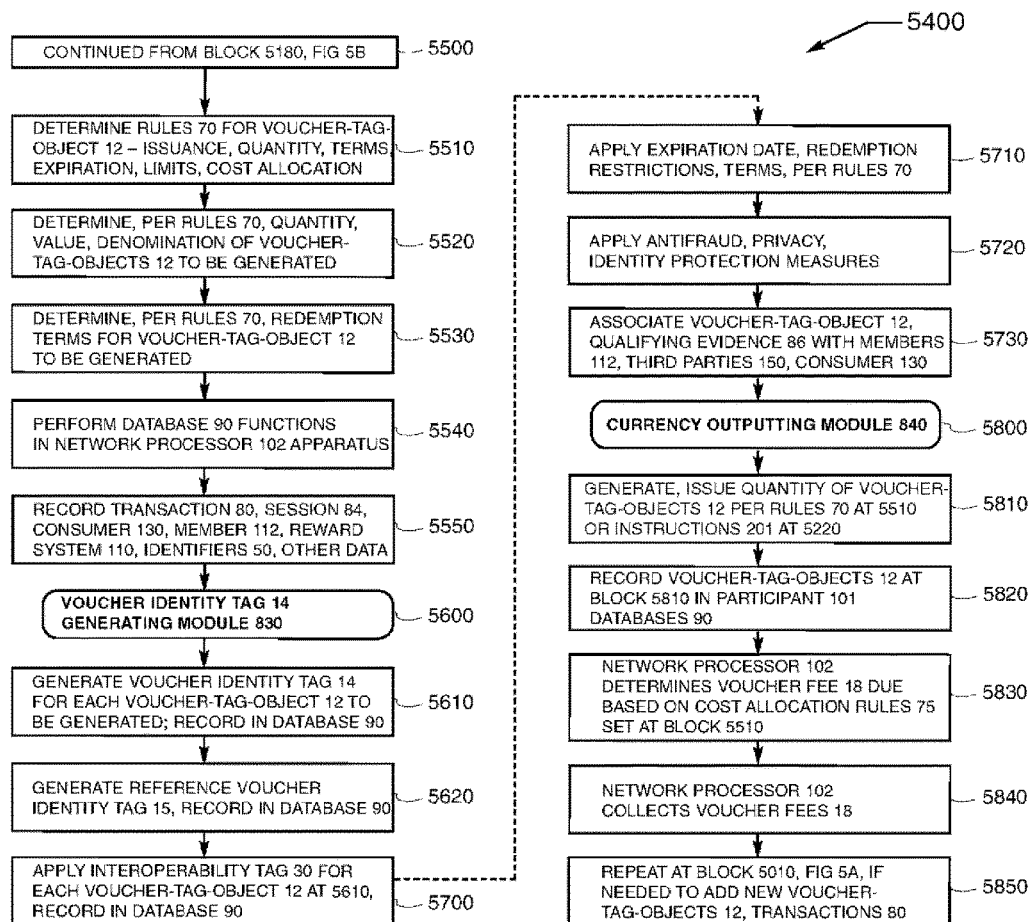 5400
CONTINUED FROM BLOCK 5180, FIG 5B
5500
DETERMINE RULES 70 FOR VOUCHER-TAG-
OBJECT 12 – ISSUANCE, QUANTITY, TERMS,
EXPIRATION, LIMITS, COST ALLOCATION
5510
DETERMINE, PER RULES 70, QUANTITY,
VALUE, DENOMINATION OF VOUCHER-
TAG-OBJECTS 12 TO BE GENERATED
5520
DETERMINE, PER RULES 70, REDEMPTION
TERMS FOR VOUCHER-TAG-OBJECT 12
TO BE GENERATED
5530
PERFORM DATABASE 90 FUNCTIONS
IN NETWORK PROCESSOR 102 APPARATUS
5540
RECORD TRANSACTION 80, SESSION 84,
CONSUMER 130, MEMBER 112, REWARD
SYSTEM 110, IDENTIFIERS 50, OTHER DATA
5550
VOUCHER IDENTITY TAG 14
GENERATING MODULE 830
5600
GENERATE VOUCHER IDENTITY TAG 14
FOR EACH VOUCHER-TAG-OBJECT 12 TO
BE GENERATED; RECORD IN DATABASE 90
5610
GENERATE REFERENCE VOUCHER
IDENTITY TAG 15, RECORD IN DATABASE 90
5620
APPLY INTEROPERABILITY TAG 30 FOR
EACH VOUCHER-TAG-OBJECT 12 AT 5610,
RECORD IN DATABASE 90
5700
APPLY EXPIRATION DATE, REDEMPTION
RESTRICTIONS, TERMS, PER RULES 70
5710
APPLY ANTIFRAUD, PRIVACY,
IDENTITY PROTECTION MEASURES
5720
ASSOCIATE VOUCHER-TAG-OBJECT 12,
QUALIFYING EVIDENCE 86 WITH MEMBERS
112, THIRD PARTIES 150, CONSUMER 130
5730
CURRENCY OUTPUTTING MODULE 840
5800
GENERATE, ISSUE QUANTITY OF VOUCHER-
TAG-OBJECTS 12 PER RULES 70 AT 5510
OR INSTRUCTIONS 201 AT 5220
5810
RECORD VOUCHER-TAG-OBJECTS 12 AT
BLOCK 5810 IN PARTICIPANT 101
DATABASES 90
5820
NETWORK PROCESSOR 102
DETERMINES VOUCHER FEE 18 DUE
BASED ON COST ALLOCATION RULES 75
SET AT BLOCK 5510
5830
NETWORK PROCESSOR 102
COLLECTS VOUCHER FEES 18
5840
REPEAT AT BLOCK 5010, FIG 5A, IF
NEEDED TO ADD NEW VOUCHER-
TAG-OBJECTS 12, TRANSACTIONS 80
5850